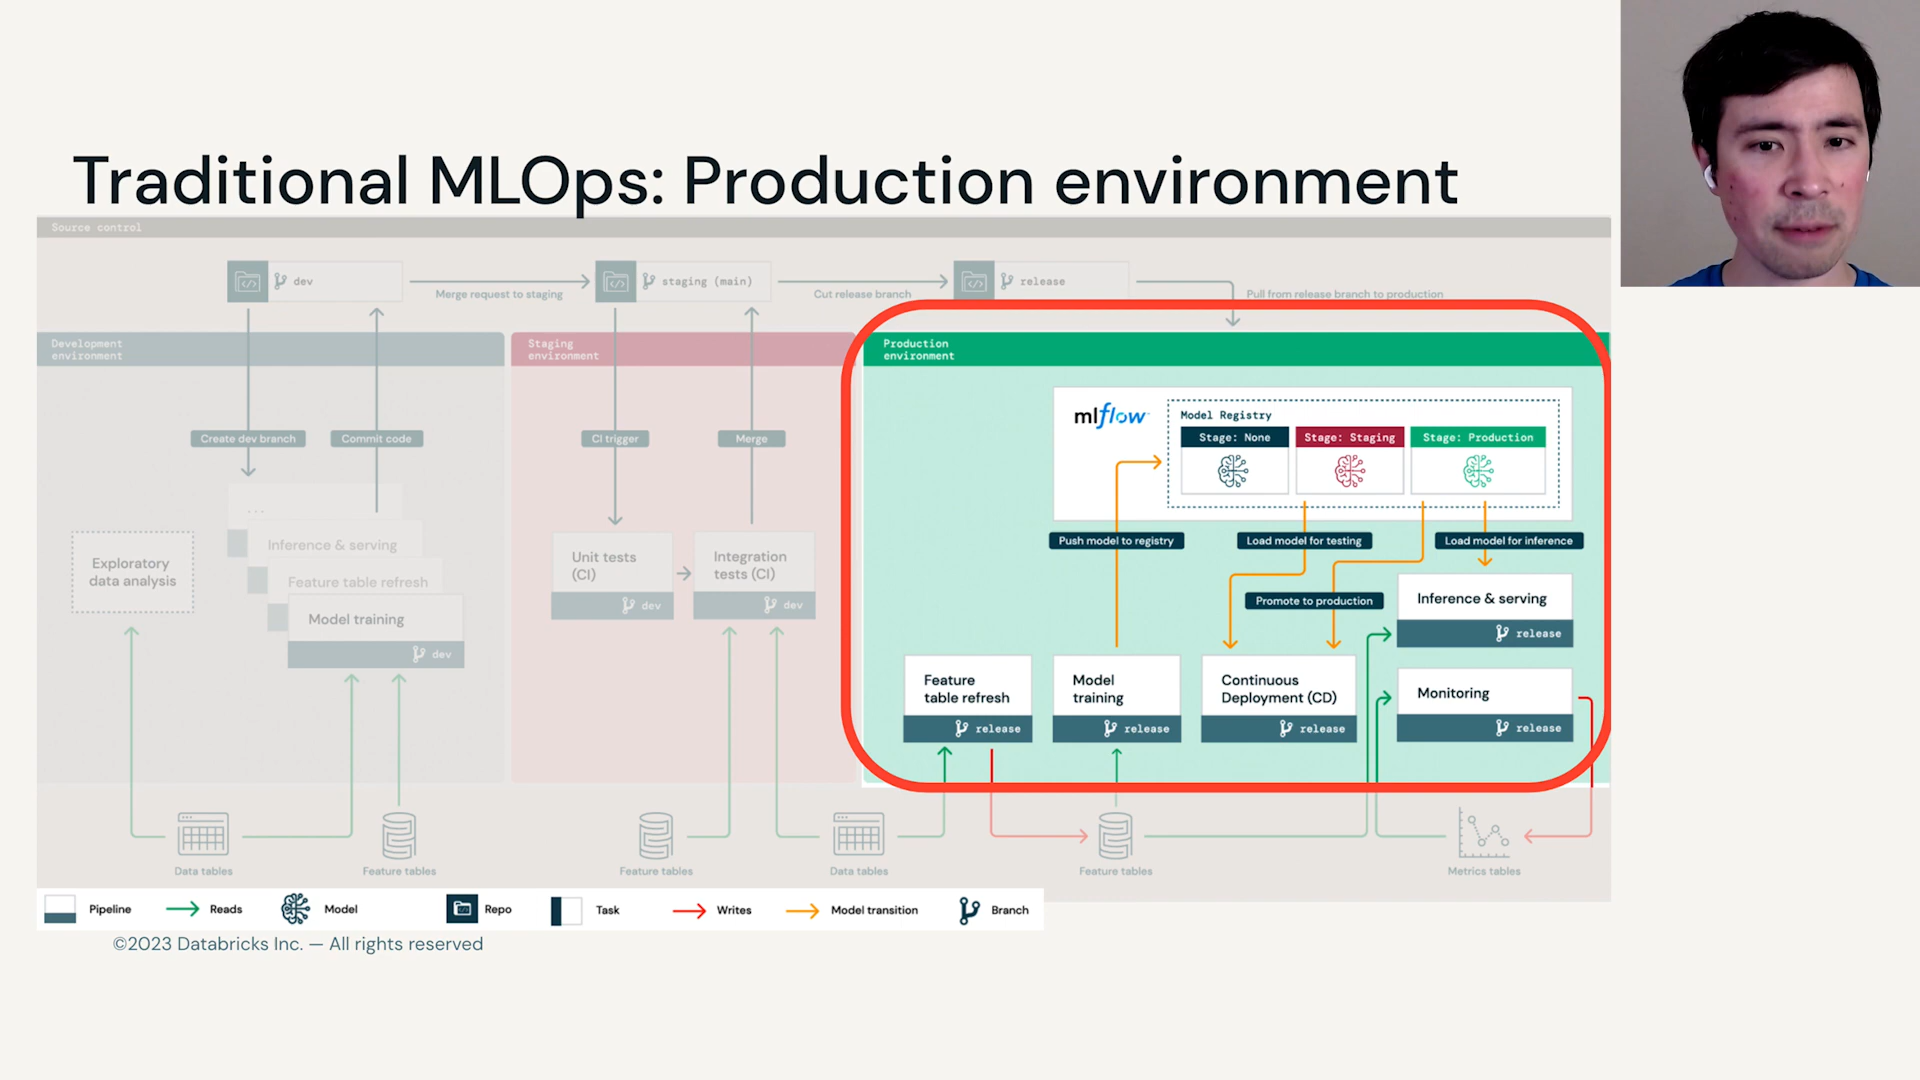 Traditional MLOps: Production environment
Source control
dev
Merge request to staging
staging (main)
Cut release branch
release
Pull from release branch to production
Development
environment
Staging
environment
Production
environment
Create dev branch
Commit code
CI trigger
Merge
mlflow
Model Registry
Stage: None
Stage: Staging
Stage: Production
Push model to registry
Load model for testing
Load model for inference
Promote to production
...
Inference & serving
Feature table refresh
Model training
dev
Exploratory
data analysis
Unit tests
(CI)
dev
Integration
tests (CI)
dev
Inference & serving
release
Feature
table refresh
release
Model
training
release
Continuous
Deployment (CD)
release
Monitoring
release
Data tables
Feature tables
Feature tables
Data tables
Feature tables
Metrics tables
Pipeline
Reads
Model
Repo
Task
Writes
Model transition
Branch
©2023 Databricks Inc. — All rights reserved